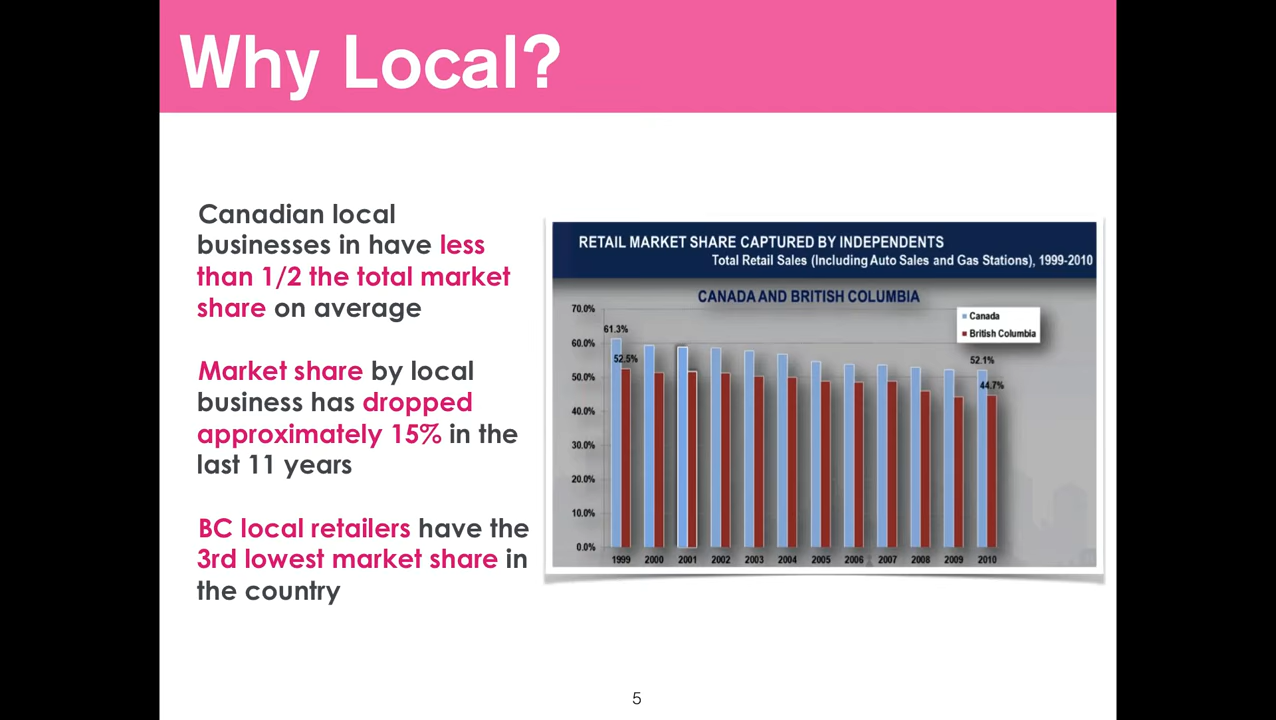 Why Local?
Canadian local
businesses in have less
than 1/2 the total market
share on average
Market share by local
business has dropped
approximately 15% in the
last 11 years
BC local retailers have the
3rd lowest market share in
the country
RETAIL MARKET SHARE CAPTURED BY INDEPENDENTS
Total Retail Sales (Including Auto Sales and Gas Stations), 1999-2010
CANADA AND BRITISH COLUMBIA
Canada
British Columbia
70.0%
60.0%
50.0%
40.0%
30.0%
20.0%
10.0%
0.0%
61.3%
52.5%
52.1%
44.7%
1999 2000 2001 2002 2003 2004 2005 2006 2007 2008 2009 2010
5